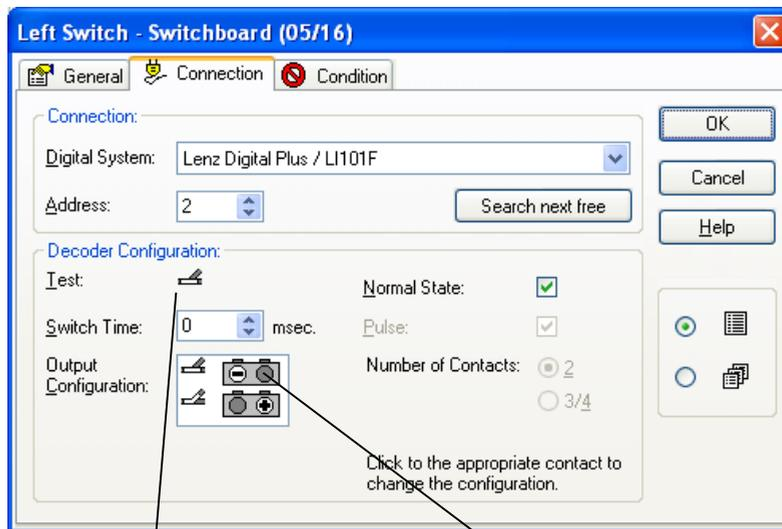 Left Switch - Switchboard (05/16)
General Connection Condition
Connection:
Digital System: Lenz Digital Plus / LI101F
Address: 2 Search next free
OK
Cancel
Help
Decoder Configuration:
Test:
Normal State:
Switch Time: 0 msec.
Pulse:
Output Configuration:
Number of Contacts: 2
3/4
Click to the appropriate contact to
change the configuration.